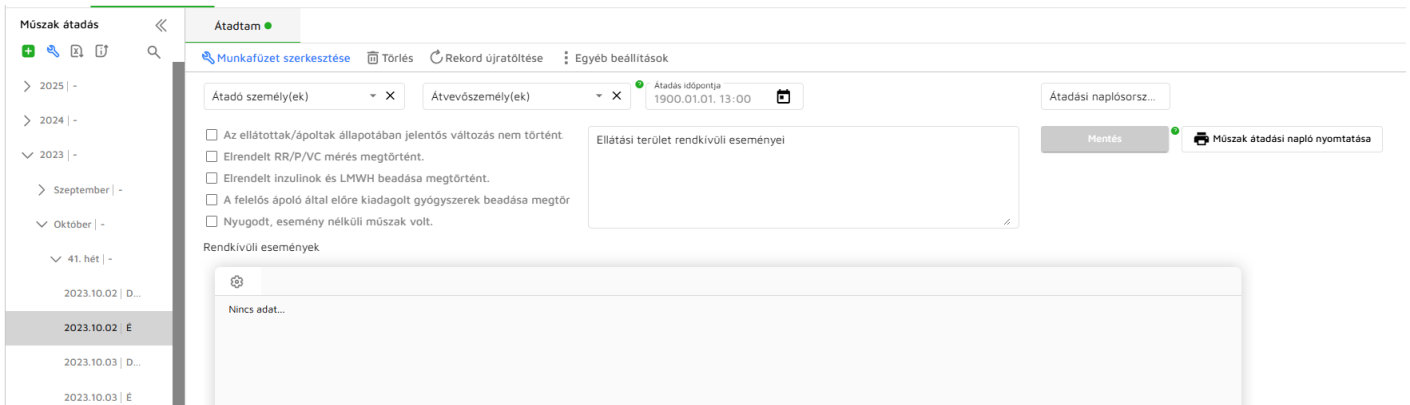 Műszak átadás
Átadtam
Munkafüzet szerkesztése Törlés Rekord újratöltése Egyéb beállítások
2025 | -
2024 | -
2023 | -
Szeptember | -
Október | -
41. hét | -
2023.10.02 | D...
2023.10.02 | É
2023.10.03 | D...
2023.10.03 | É
Átadó személy(ek)
Átvevőszemély(ek)
Átadás időpontja
1900.01.01. 13:00
Átadási naplósorsz...
Az ellátottak/ápoltak állapotában jelentős változás nem történt
Elrendelt RR/P/VC mérés megtörtént.
Elrendelt inzulinok és LMWH beadása megtörtént.
A felelős ápoló által előre kiadagolt gyógyszerek beadása megtör
Nyugodt, esemény nélküli műszak volt.
Ellátási terület rendkívüli eseményei
Mentés
Műszak átadási napló nyomtatása
Rendkívüli események
Nincs adat...